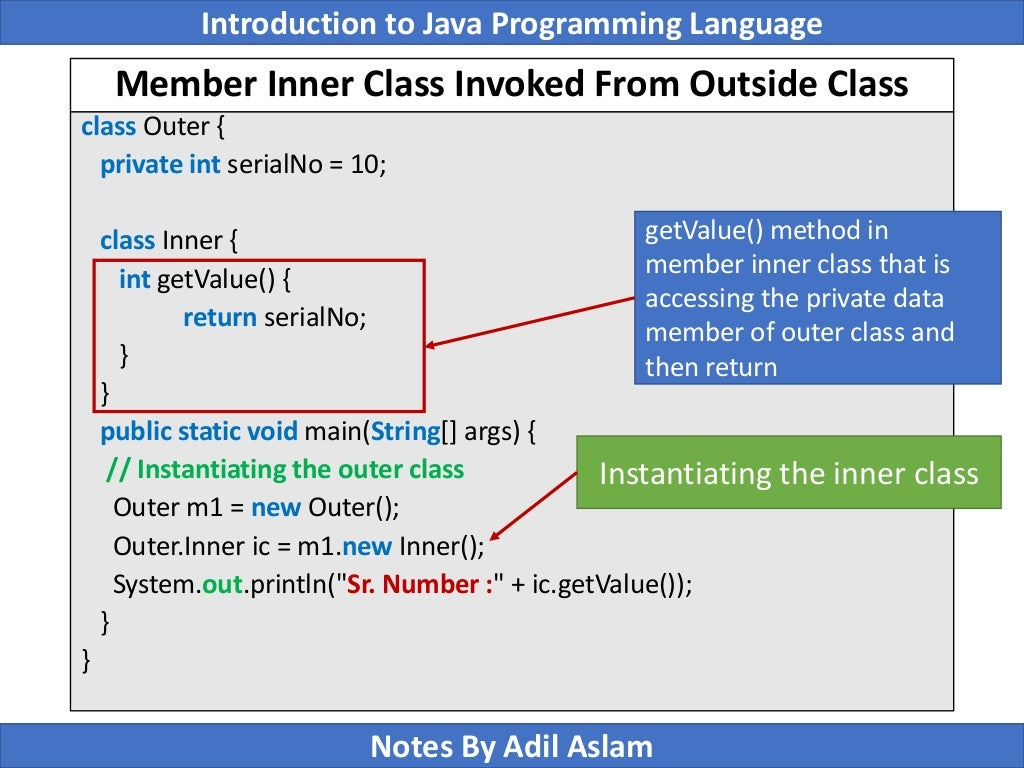 Introduction to Java Programming Language
Member Inner Class Invoked From Outside Class
class Outer {
private int serialNo = 10;
class Inner {
int getValue() {
return serialNo;
}
}
public static void main(String[] args) {
// Instantiating the outer class
Outer m1 = new Outer();
Outer.Inner ic = m1.new Inner();
System.out.println("Sr. Number :" + ic.getValue());
}
}
getValue() method in
member inner class that is
accessing the private data
member of outer class and
then return
Instantiating the inner class
Notes By Adil Aslam